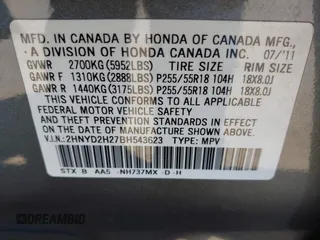 MFD. IN CANADA BY HONDA OF CANADA MFG.,
A DIVISION OF HONDA CANADA INC. 07/'11
GVWR 2700KG(5952LBS) TIRE SIZE RIM SIZE
GAWR F 1310KG(2888LBS) P255/55R18 104H 18X8.0J
GAWR R 1440KG(3175LBS) P255/55R18 104H 18X8.0J
THIS VEHICLE CONFORMS TO ALL APPLICABLE
FEDERAL MOTOR VEHICLE SAFETY AND THEFT
PREVENTION STANDARDS IN EFFECT ON THE DATE
OF MANUFACTURE SHOWN ABOVE.
V.I.N.: 2HNYD2H27BH543623 TYPE: MPV
STX B AA5 -NH737MX -D-H
© 2025 BIDFAX